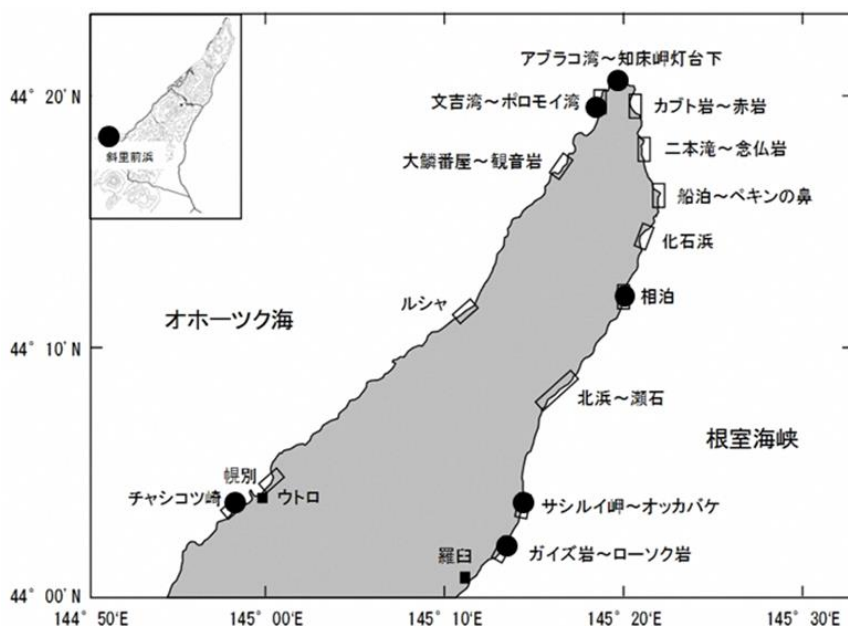 アブラコ湾～知床岬灯台下
44° 20′N
文吉湾～ポロモイ湾
カブト岩～赤岩
斜里前浜
二本滝～念仏岩
大鱗番屋～観音岩
船泊～ペキンの鼻
化石浜
ルシャ
相泊
オホーツク海
44° 10′N
北浜～瀬石
根室海峡
幌別
チャシコツ崎
ウトロ
サシルイ岬～オッカバケ
羅臼
ガイズ岩～ローソク岩
44° 00′N
144° 50′E
145° 00′E
145° 10′E
145° 20′E
145° 30′E